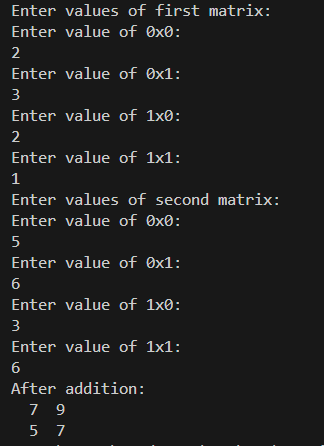 Enter values of first matrix:
Enter value of 0x0:
2
Enter value of 0x1:
3
Enter value of 1x0:
2
Enter value of 1x1:
1
Enter values of second matrix:
Enter value of 0x0:
5
Enter value of 0x1:
6
Enter value of 1x0:
3
Enter value of 1x1:
6
After addition:
  7  9
  5  7